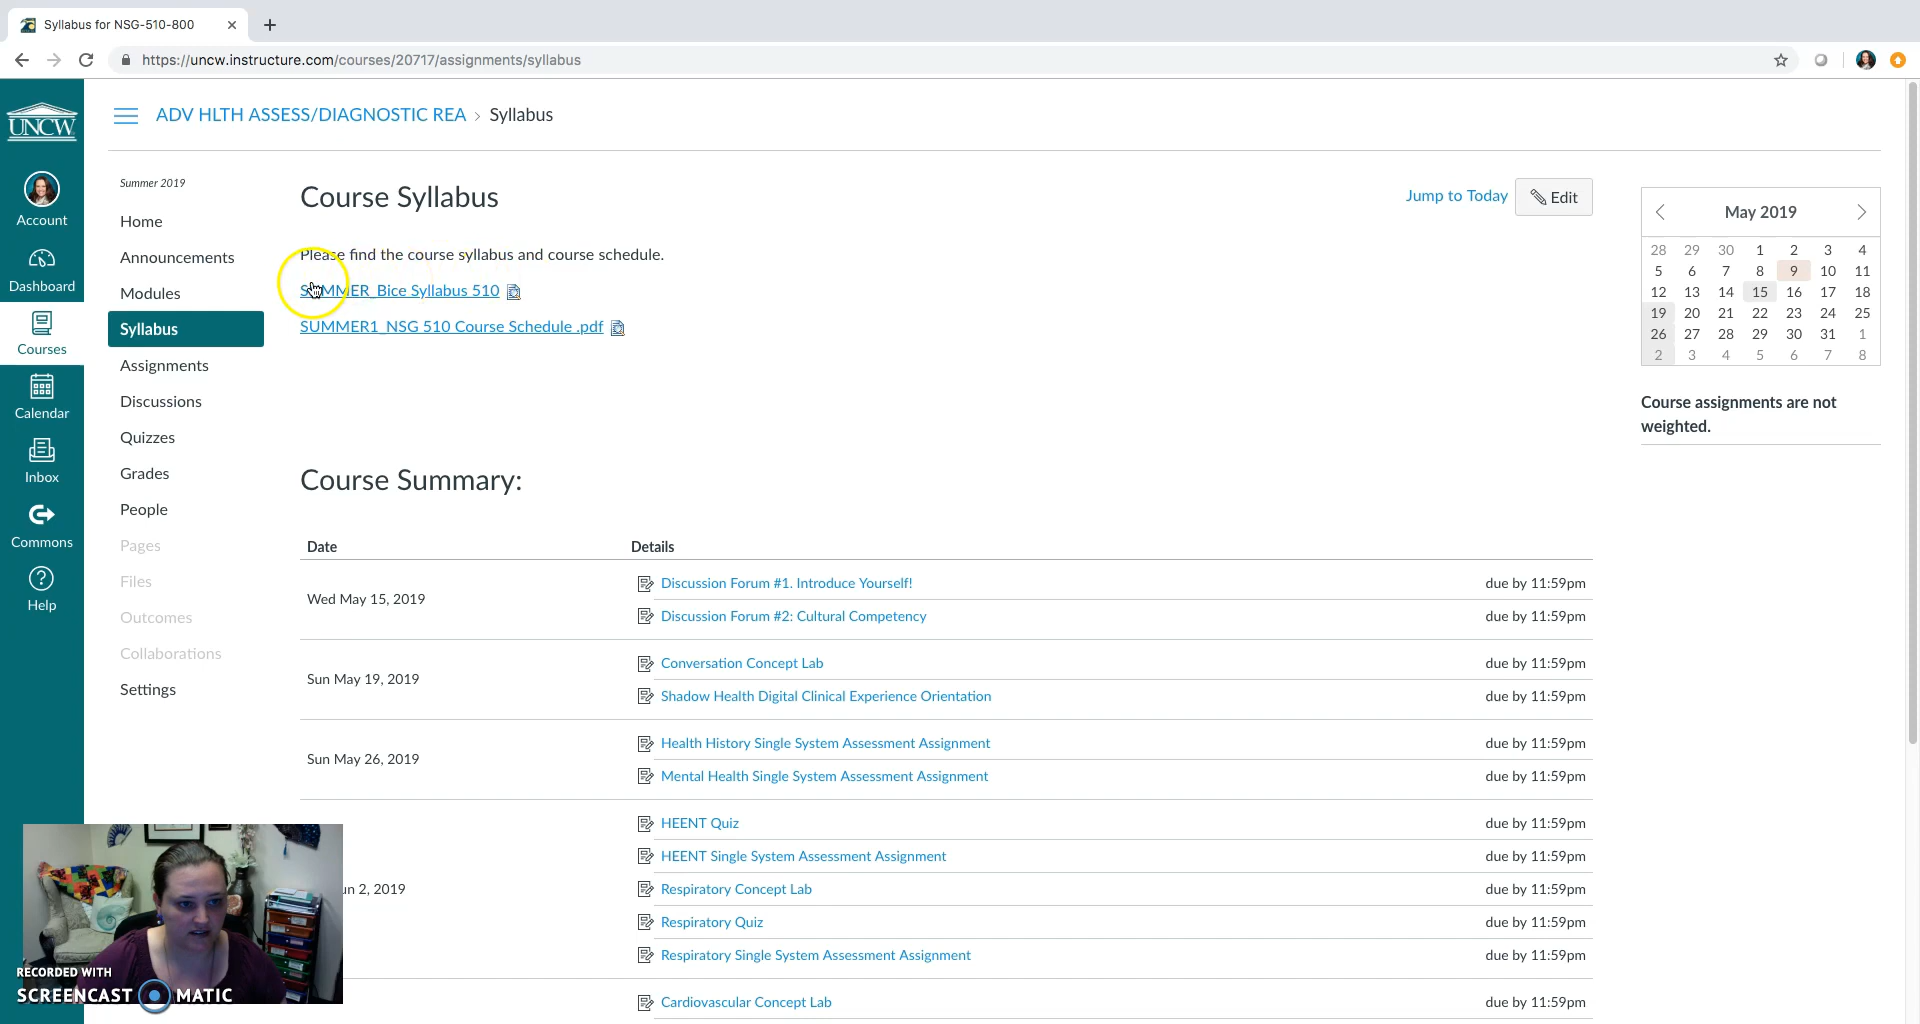 Syllabus for NSG-510-800
https://uncw.instructure.com/courses/20717/assignments/syllabus
UNCW
ADV HLTH ASSESS/DIAGNOSTIC REA > Syllabus
Account
Dashboard
Courses
Calendar
Inbox
Commons
Help
Summer 2019
Home
Announcements
Modules
Syllabus
Assignments
Discussions
Quizzes
Grades
People
Pages
Files
Outcomes
Collaborations
Settings
Course Syllabus
Jump to Today
Edit
Please find the course syllabus and course schedule.
SUMMER_Bice Syllabus 510
SUMMER1_NSG 510 Course Schedule .pdf
Course Summary:
Date Details
Wed May 15, 2019
Discussion Forum #1. Introduce Yourself! due by 11:59pm
Discussion Forum #2: Cultural Competency due by 11:59pm
Sun May 19, 2019
Conversation Concept Lab due by 11:59pm
Shadow Health Digital Clinical Experience Orientation due by 11:59pm
Sun May 26, 2019
Health History Single System Assessment Assignment due by 11:59pm
Mental Health Single System Assessment Assignment due by 11:59pm
un 2, 2019
HEENT Quiz due by 11:59pm
HEENT Single System Assessment Assignment due by 11:59pm
Respiratory Concept Lab due by 11:59pm
Respiratory Quiz due by 11:59pm
Respiratory Single System Assessment Assignment due by 11:59pm
Cardiovascular Concept Lab due by 11:59pm
May 2019
28 29 30 1 2 3 4
5 6 7 8 9 10 11
12 13 14 15 16 17 18
19 20 21 22 23 24 25
26 27 28 29 30 31 1
2 3 4 5 6 7 8
Course assignments are not
weighted.
RECORDED WITH
SCREENCAST MATIC